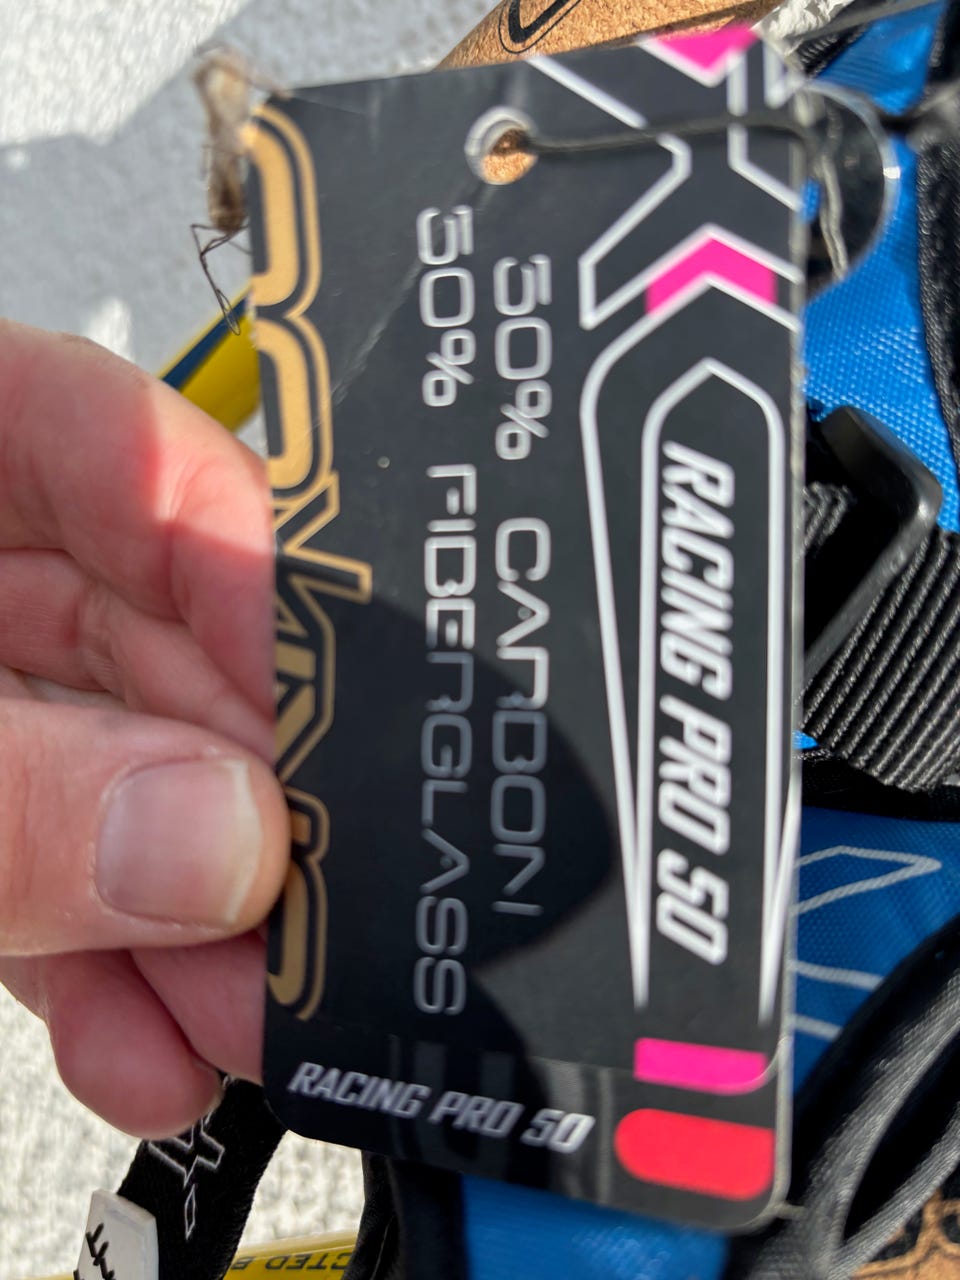 RACING PRO 50
50% CARBON
50% FIBERGLASS
RACING PRO 50